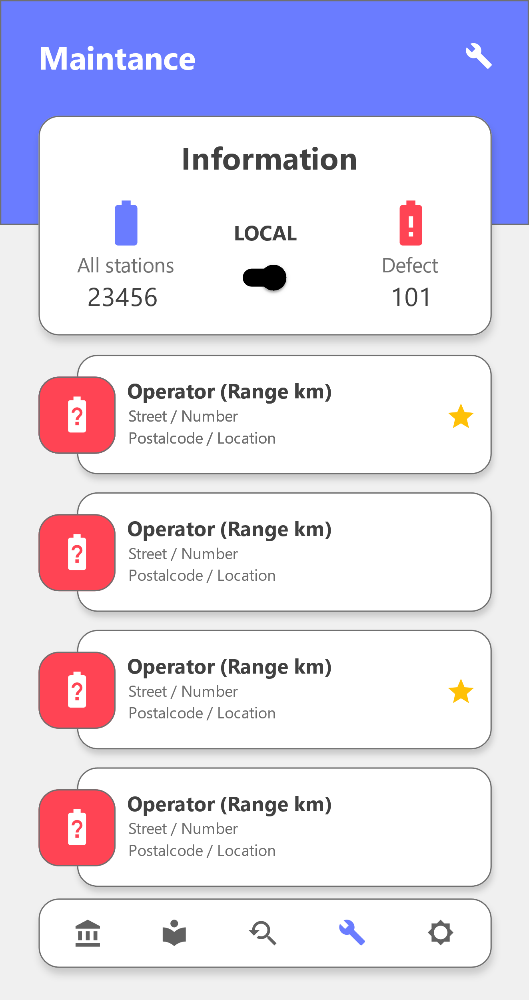 Maintance
Information
LOCAL
All stations
Defect
23456
101
Operator (Range km)
Street / Number
Postalcode / Location
Operator (Range km)
Street / Number
Postalcode / Location
Operator (Range km)
Street / Number
Postalcode / Location
Operator (Range km)
Street / Number
Postalcode / Location